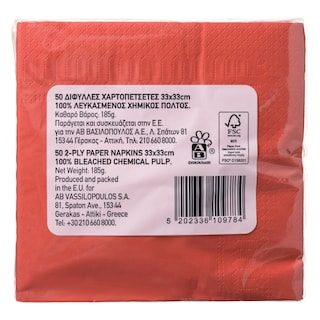 50 ΔΙΦΥΛΛΕΣ ΧΑΡΤΟΠΕΤΣΕΤΕΣ 33x33cm
100% ΛΕΥΚΑΣΜΕΝΟΣ ΧΗΜΙΚΟΣ ΠΟΛΤΟΣ.
Καθαρό Βάρος: 185g.
Παράγεται και συσκευάζεται στην Ε.Ε.
για την ΑΒ ΒΑΣΙΛΟΠΟΥΛΟΣ Α.Ε., Λ. Σπάτων 81
153 44 Γέρακας - Αττική, Τηλ. 210 660 8000.
50 2-PLY PAPER NAPKINS 33x33cm
100% BLEACHED CHEMICAL PULP.
Net Weight: 185g.
Produced and packed
in the E.U for
AB VASSILOPOULOS S.A.
81, Spaton Ave., 153 44
Gerakas - Attiki - Greece
Tel: +30 210 660 8000.
AB
FSC
MIX
5 202336 109784